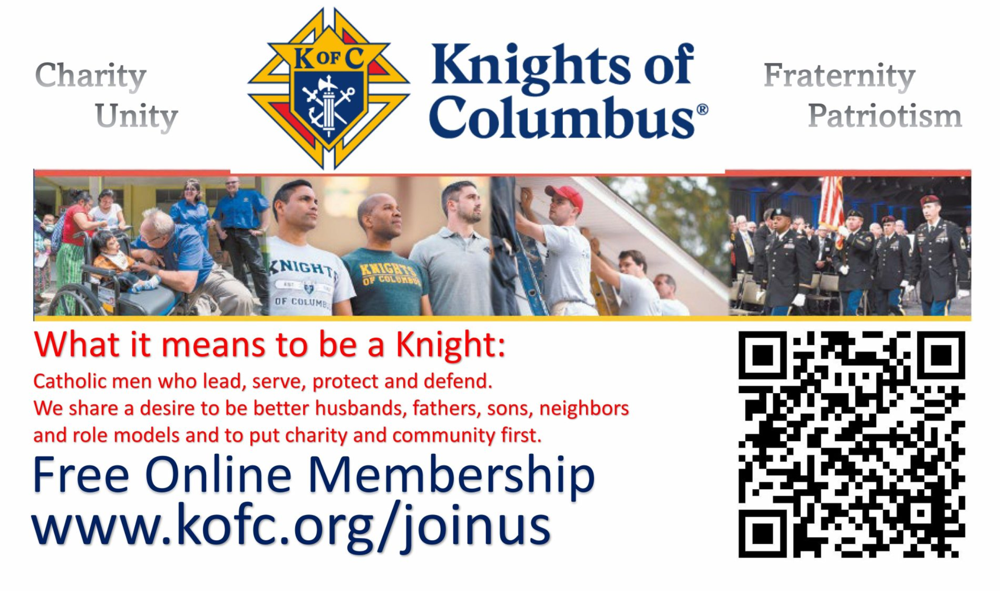 Charity
Unity
K OF C
Knights of
Columbus®
Fraternity
Patriotism
KNIGHTS
OF COLUMB
KNIGHTS
OF COLUMBUS
What it means to be a Knight:
Catholic men who lead, serve, protect and defend.
We share a desire to be better husbands, fathers, sons, neighbors
and role models and to put charity and community first.
Free Online Membership
www.kofc.org/joinus